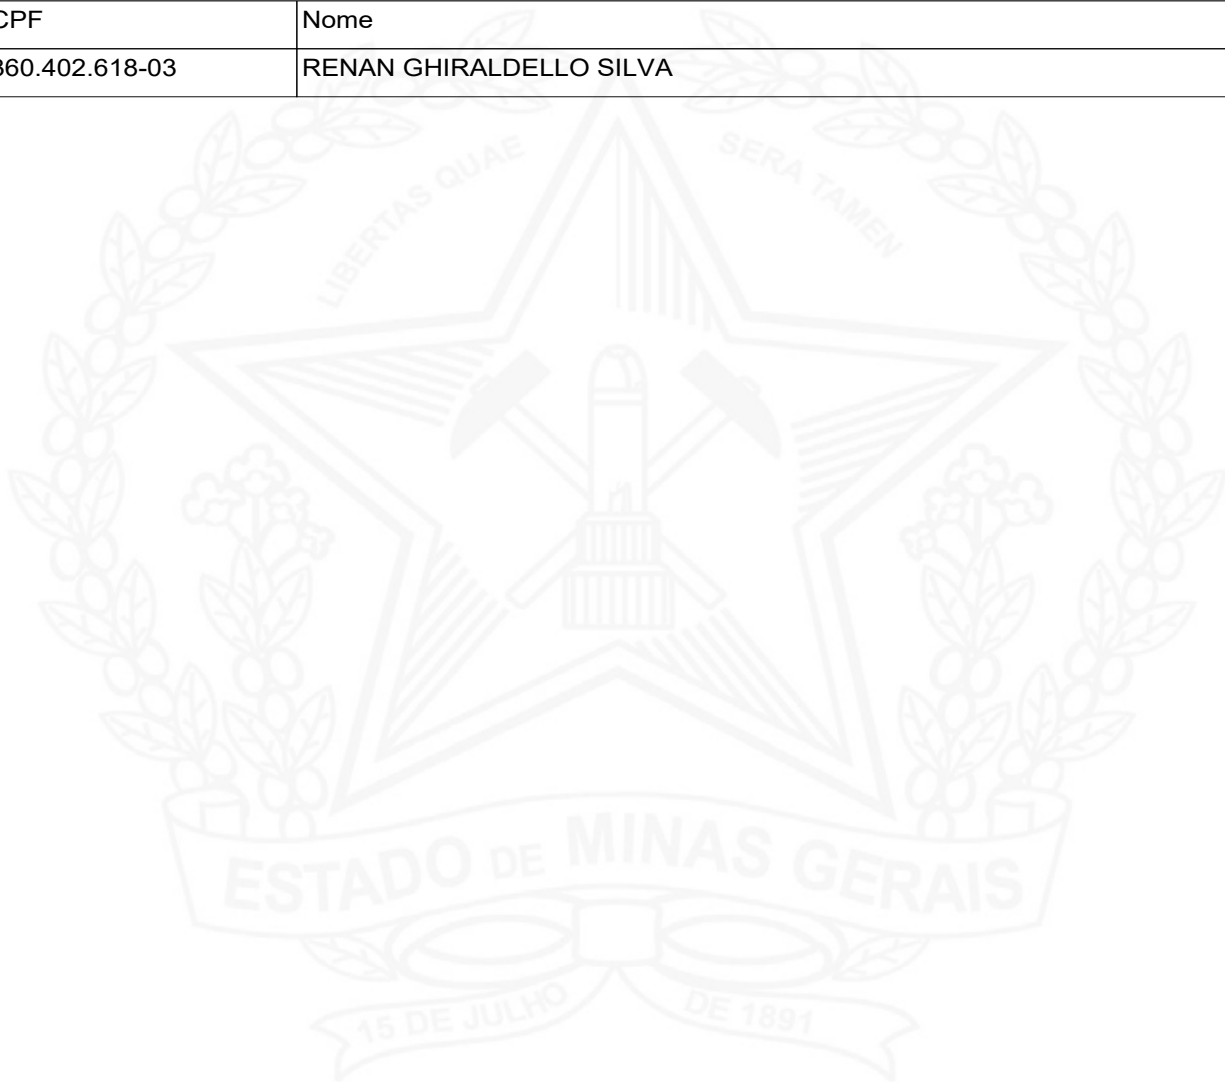 CPF Nome
360.402.618-03 RENAN GHIRALDELLO SILVA
LIBERTAS QUAE SERA TAMEN
ESTADO DE MINAS GERAIS
15 DE JULHO DE 1891